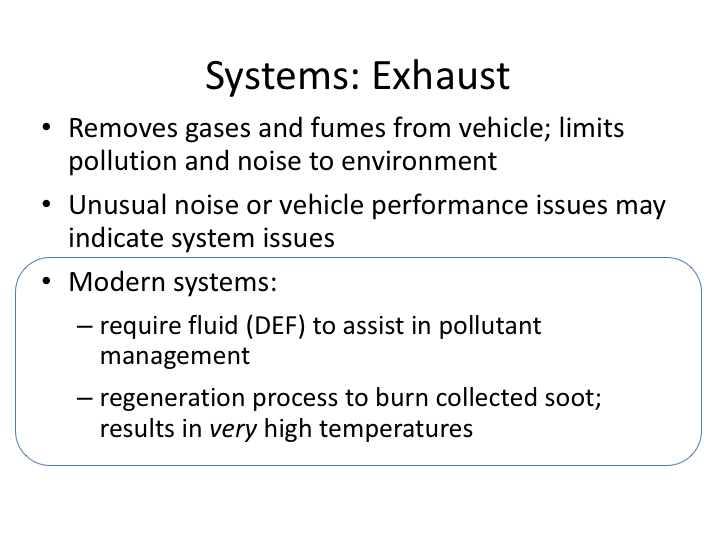 Systems: Exhaust
• Removes gases and fumes from vehicle; limits
pollution and noise to environment
• Unusual noise or vehicle performance issues may
indicate system issues
• Modern systems:
– require fluid (DEF) to assist in pollutant
management
– regeneration process to burn collected soot;
results in very high temperatures